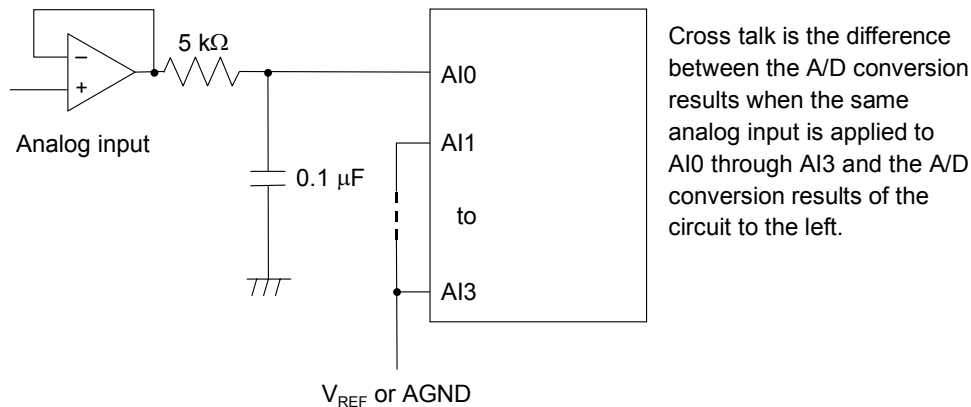 5 kΩ
−
+
Analog input
0.1 μF
AI0
AI1
to
AI3
VREF or AGND
Cross talk is the difference
between the A/D conversion
results when the same
analog input is applied to
AI0 through AI3 and the A/D
conversion results of the
circuit to the left.